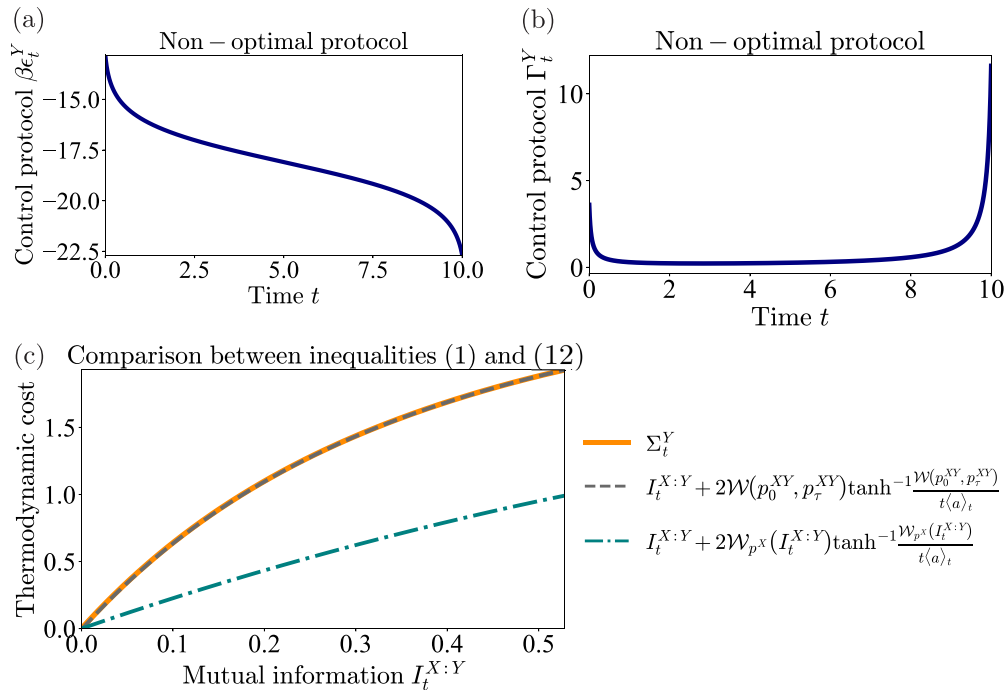 (a)
Non − optimal protocol
Control protocol βϵ_t^Y
−15.0
−17.5
−20.0
−22.5
0.0 2.5 5.0 7.5 10.0
Time t
(b)
Non − optimal protocol
Control protocol Γ_t^Y
10
5
0
0 2 4 6 8 10
Time t
(c) Comparison between inequalities (1) and (12)
Thermodynamic cost
1.5
1.0
0.5
0.0
0.0 0.1 0.2 0.3 0.4 0.5
Mutual information I_t^{X:Y}
Σ_t^Y
I_t^{X:Y} + 2𝒲(p_0^{XY}, p_τ^{XY})tanh^{−1} 𝒲(p_0^{XY}, p_τ^{XY})/t⟨a⟩_t
I_t^{X:Y} + 2𝒲_{p^X}(I_t^{X:Y})tanh^{−1} 𝒲_{p^X}(I_t^{X:Y})/t⟨a⟩_t